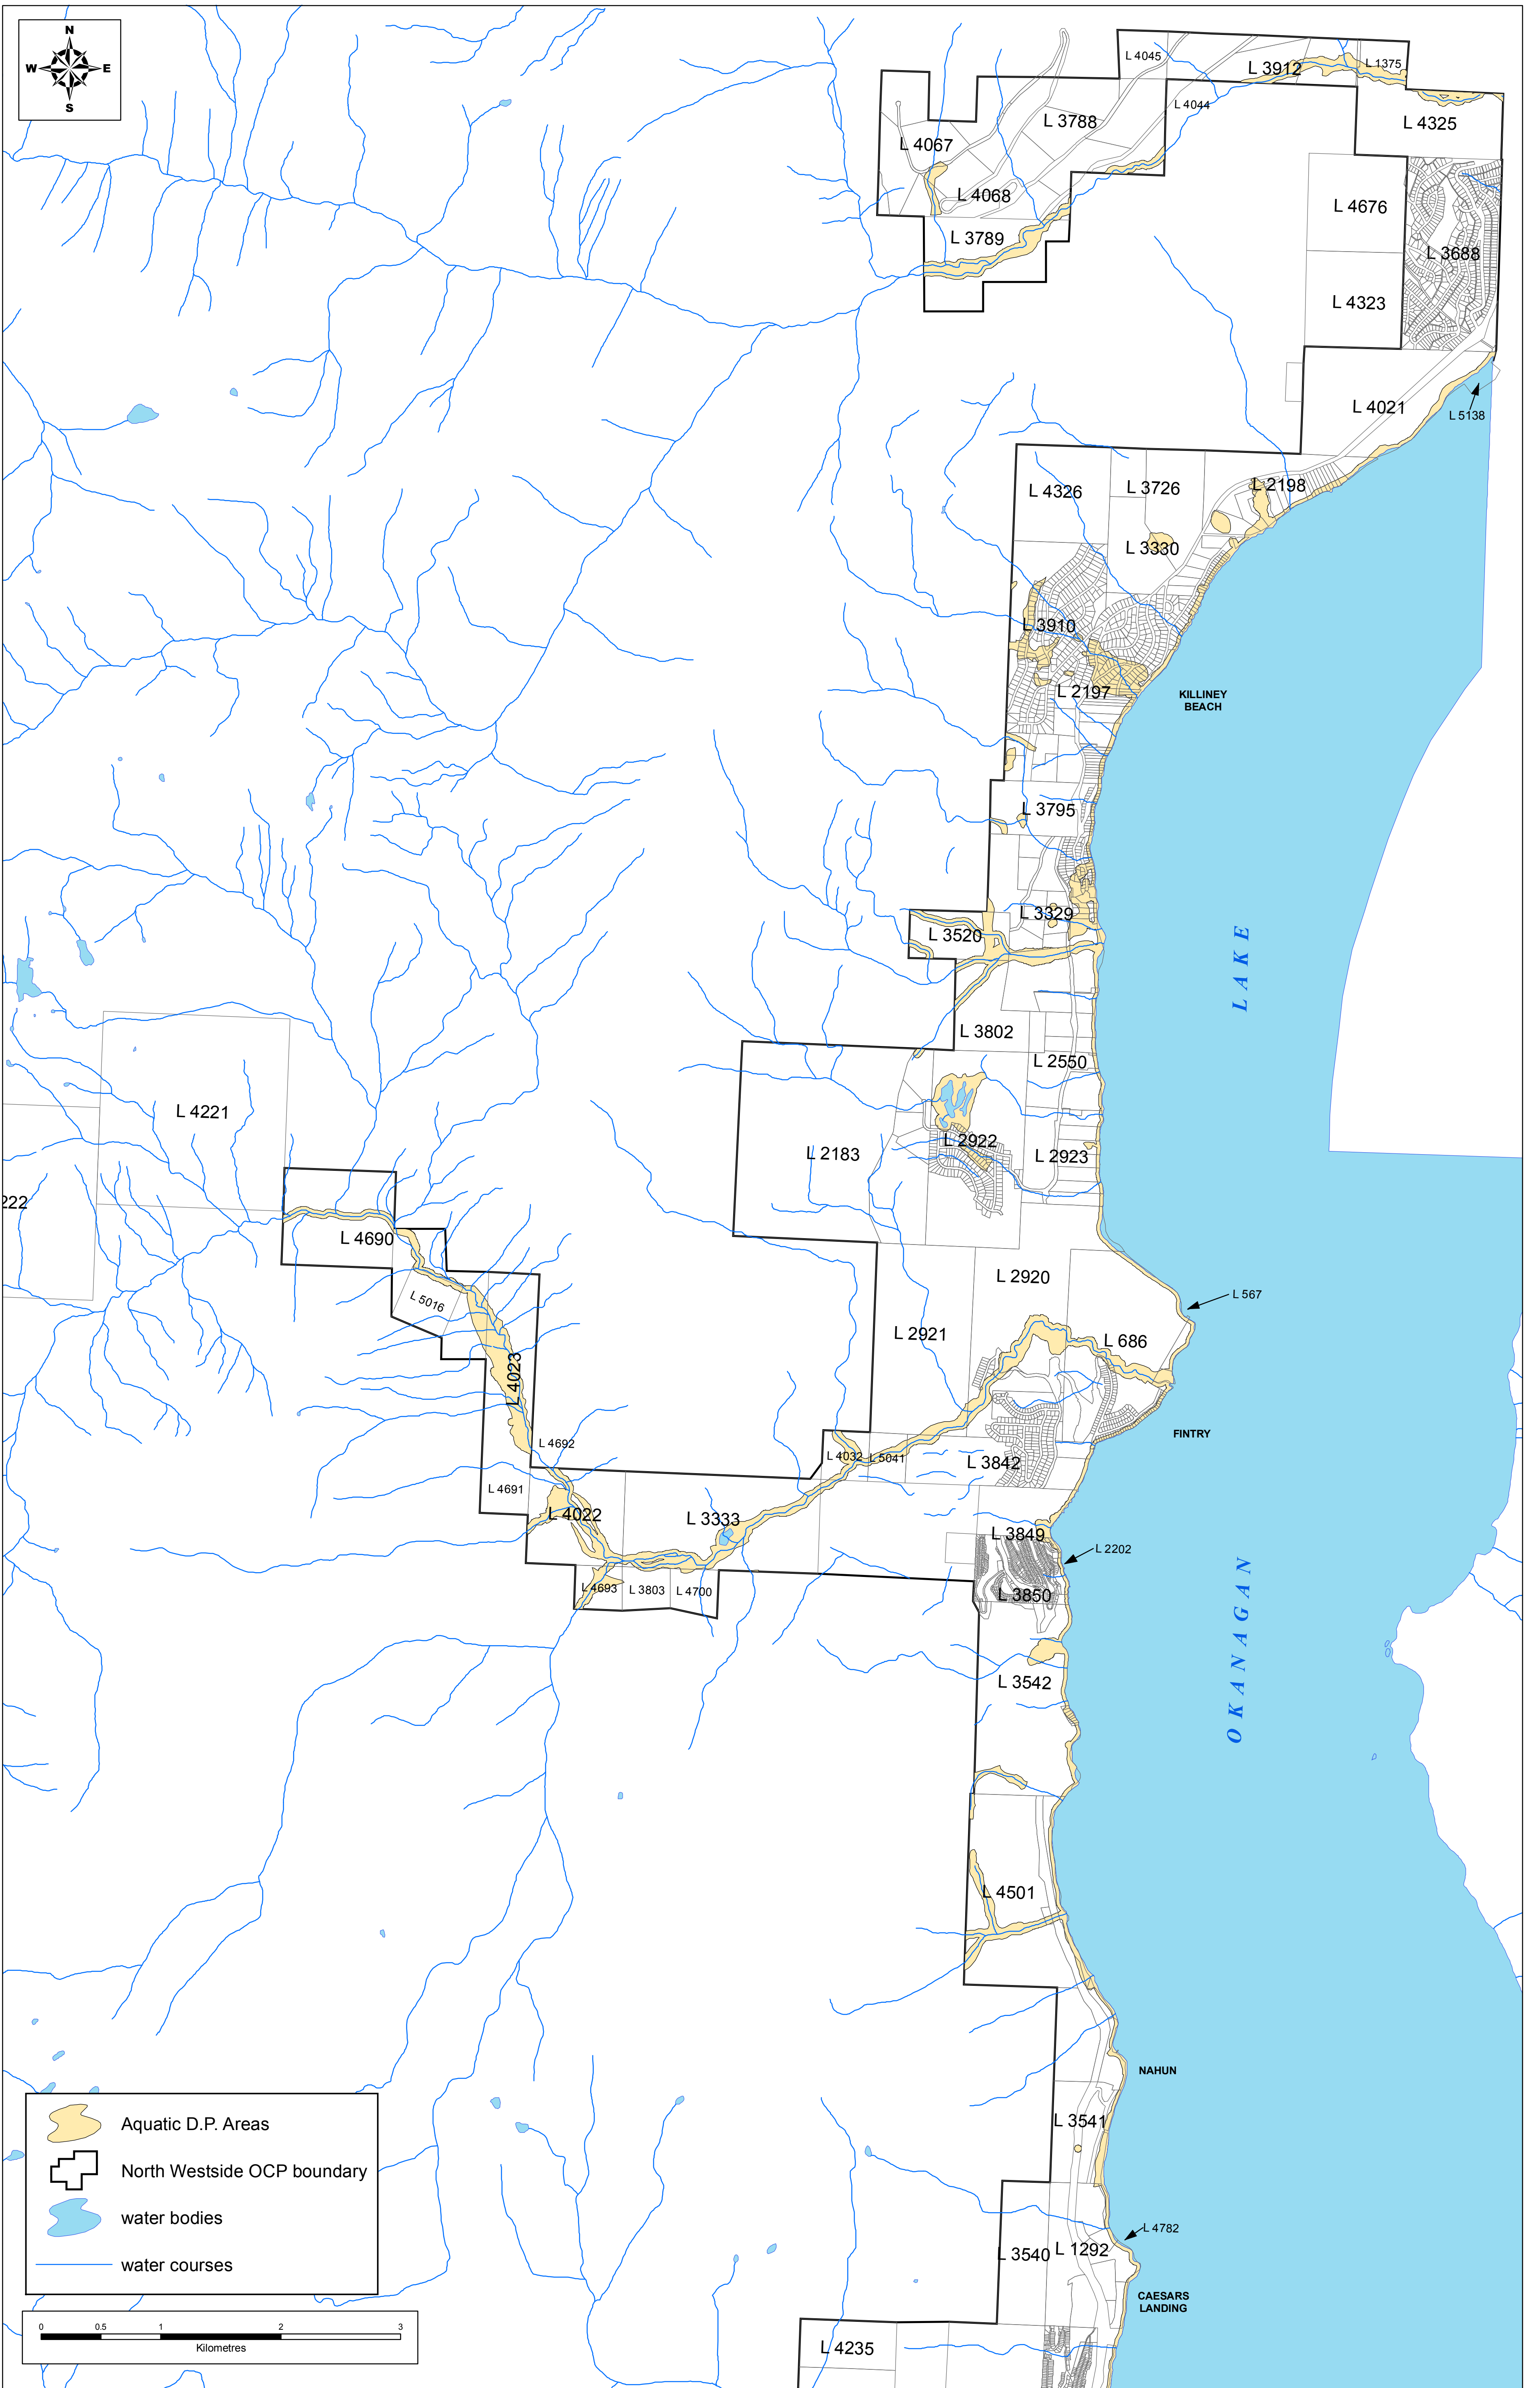 N
W E
S
L 4045
L 3912
L 1375
L 4044
L 3788
L 4325
L 4067
L 4068
L 4676
L 3789
L 3688
L 4323
L 4021
L 5138
L 4326
L 3726
L 2198
L 3330
L 3910
L 2197
KILLINEY
BEACH
L 3795
L 3329
L 3520
LAKE
L 3802
L 2550
L 4221
L 2922
L 2183
L 2923
222
L 4690
L 2920
L 567
L 5016
L 2921
L 686
L 4023
FINTRY
L 4692
L 4032
L 5041
L 3842
L 4691
L 4022
L 3333
L 3849
L 2202
L 4693
L 3803
L 4700
L 3850
OKANAGAN
L 3542
L 4501
NAHUN
L 3541
L 4782
L 3540
L 1292
CAESARS
LANDING
L 4235
Aquatic D.P. Areas
North Westside OCP boundary
water bodies
water courses
0 0.5 1 2 3
Kilometres